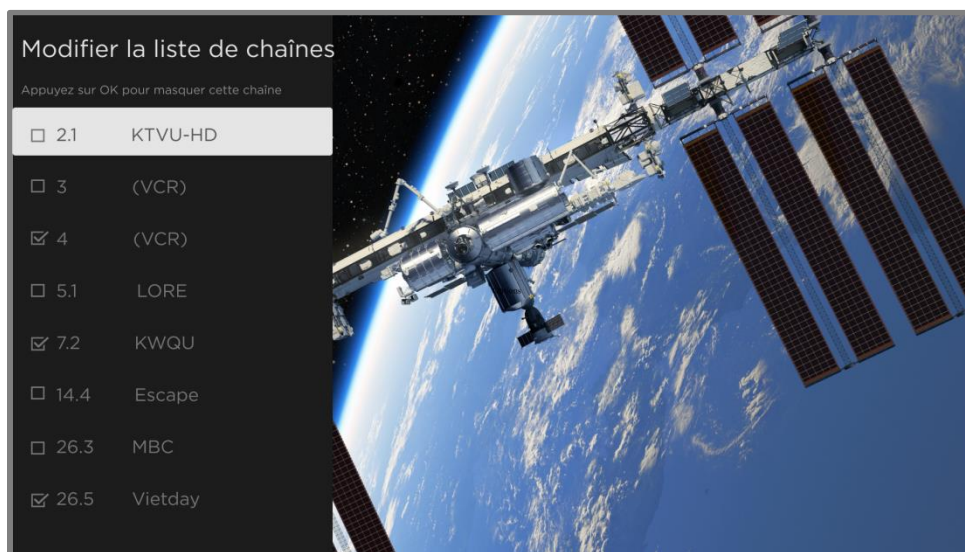 Modifier la liste de chaînes
Appuyez sur OK pour masquer cette chaîne
2.1 KTVU-HD
3 (VCR)
4 (VCR)
5.1 LORE
7.2 KWQU
14.4 Escape
26.3 MBC
26.5 Vietday